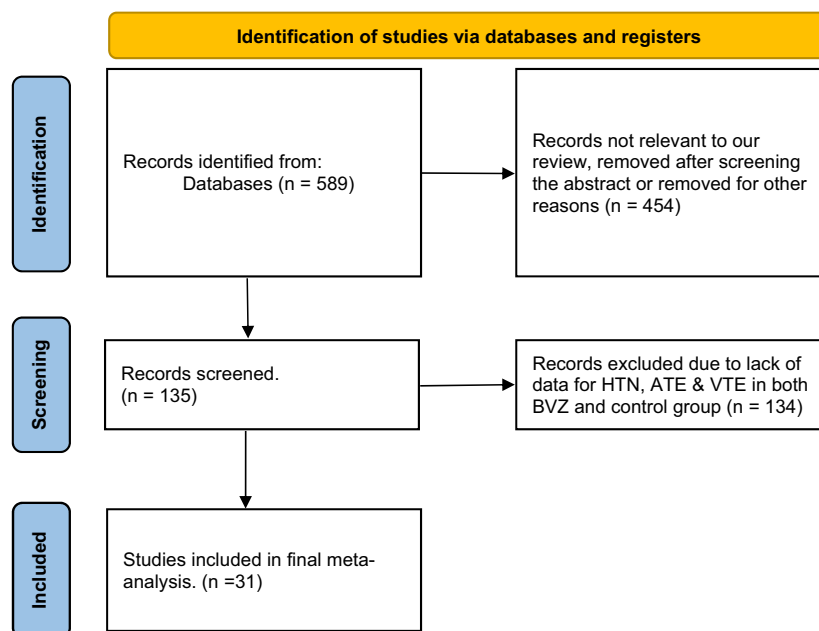 Identification of studies via databases and registers
Identification
Records identified from:
Databases (n = 589)
Records not relevant to our
review, removed after screening
the abstract or removed for other
reasons (n = 454)
Screening
Records screened.
(n = 135)
Records excluded due to lack of
data for HTN, ATE & VTE in both
BVZ and control group (n = 134)
Included
Studies included in final meta-
analysis. (n =31)